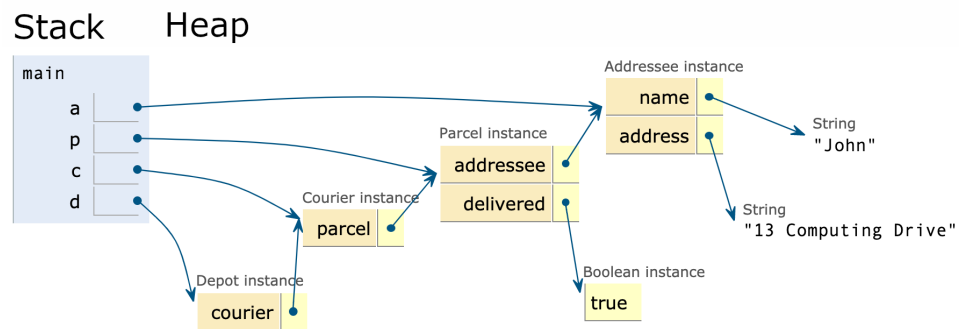 Stack
Heap
main
a
p
c
d
Addressee instance
name
address
String
"John"
String
"13 Computing Drive"
Parcel instance
addressee
delivered
Courier instance
parcel
Boolean instance
true
Depot instance
courier